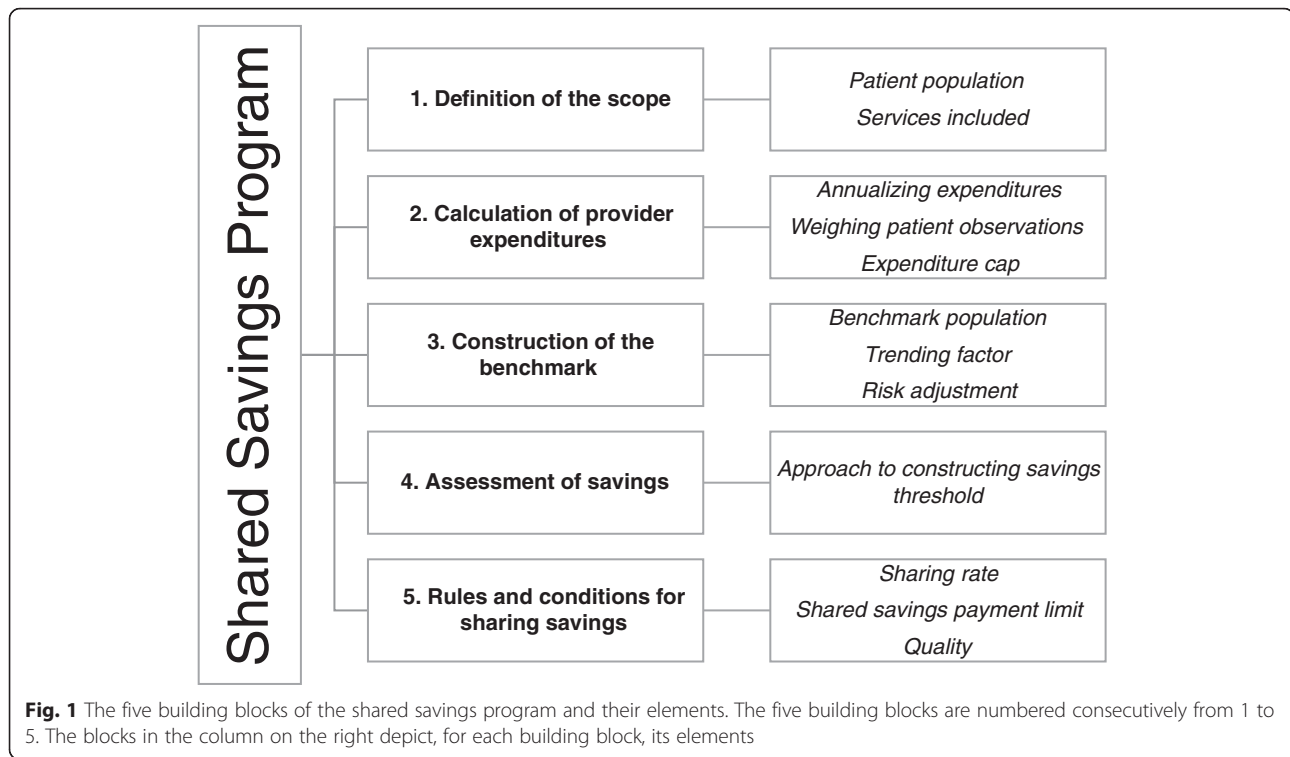 Shared Savings Program
1. Definition of the scope
Patient population
Services included
2. Calculation of provider
expenditures
Annualizing expenditures
Weighing patient observations
Expenditure cap
3. Construction of the
benchmark
Benchmark population
Trending factor
Risk adjustment
4. Assessment of savings
Approach to constructing savings
threshold
5. Rules and conditions for
sharing savings
Sharing rate
Shared savings payment limit
Quality
Fig. 1 The five building blocks of the shared savings program and their elements. The five building blocks are numbered consecutively from 1 to
5. The blocks in the column on the right depict, for each building block, its elements